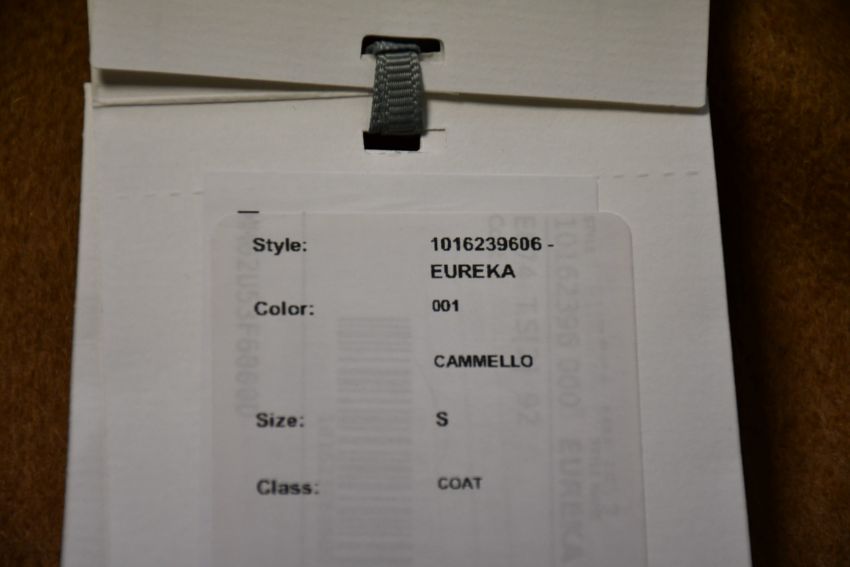 Style: 1016239606 -
EUREKA
Color: 001
CAMMELLO
Size: S
Class: COAT